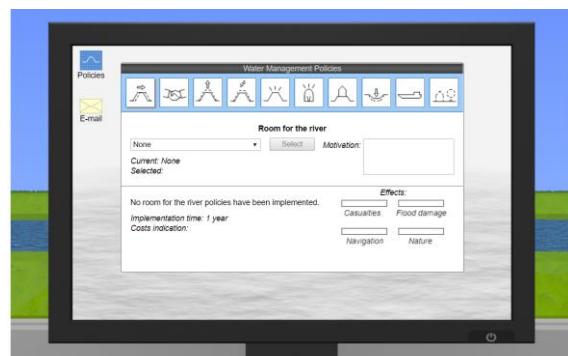 Policies
E-mail
Water Management Policies
Room for the river
None
Select
Motivation:
Current: None
Selected:
No room for the river policies have been implemented.
Implementation time: 1 year
Costs indication:
Effects:
Casualties
Flood damage
Navigation
Nature